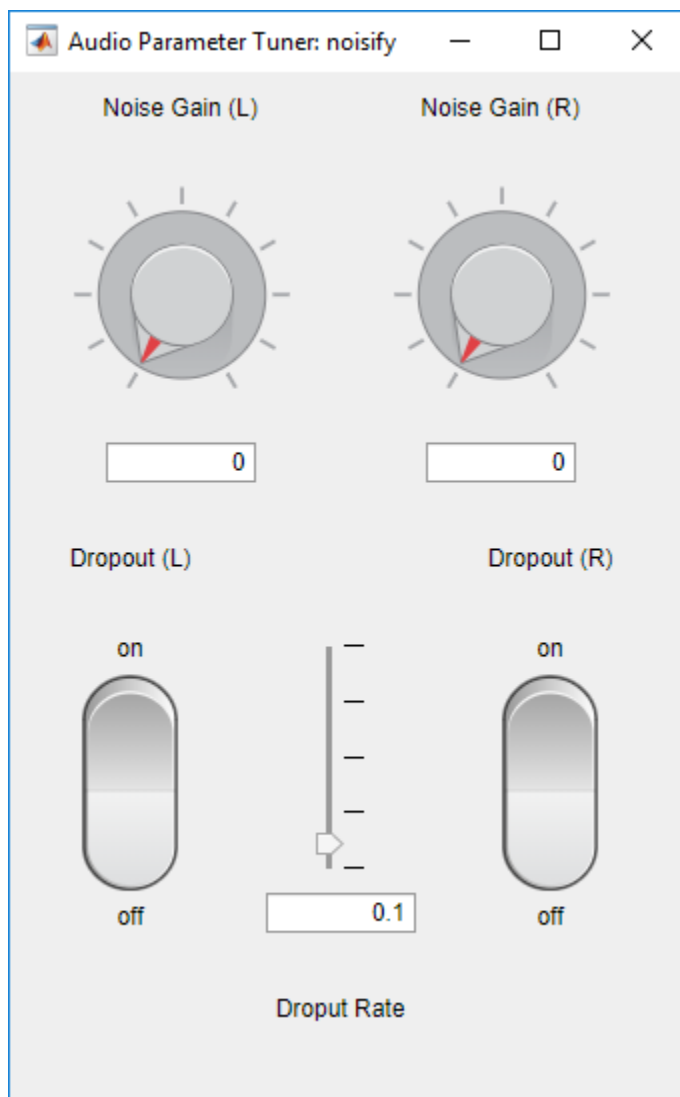 Audio Parameter Tuner: noisify
Noise Gain (L) Noise Gain (R)
0 0
Dropout (L) Dropout (R)
on on
off off
0.1
Droput Rate